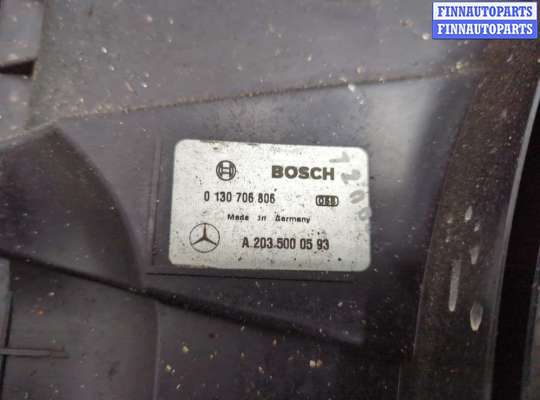 FINNAUTOPARTS
FINNAUTOPARTS
BOSCH
0 130 706 806
Made in Germany
A 203 500 05 93